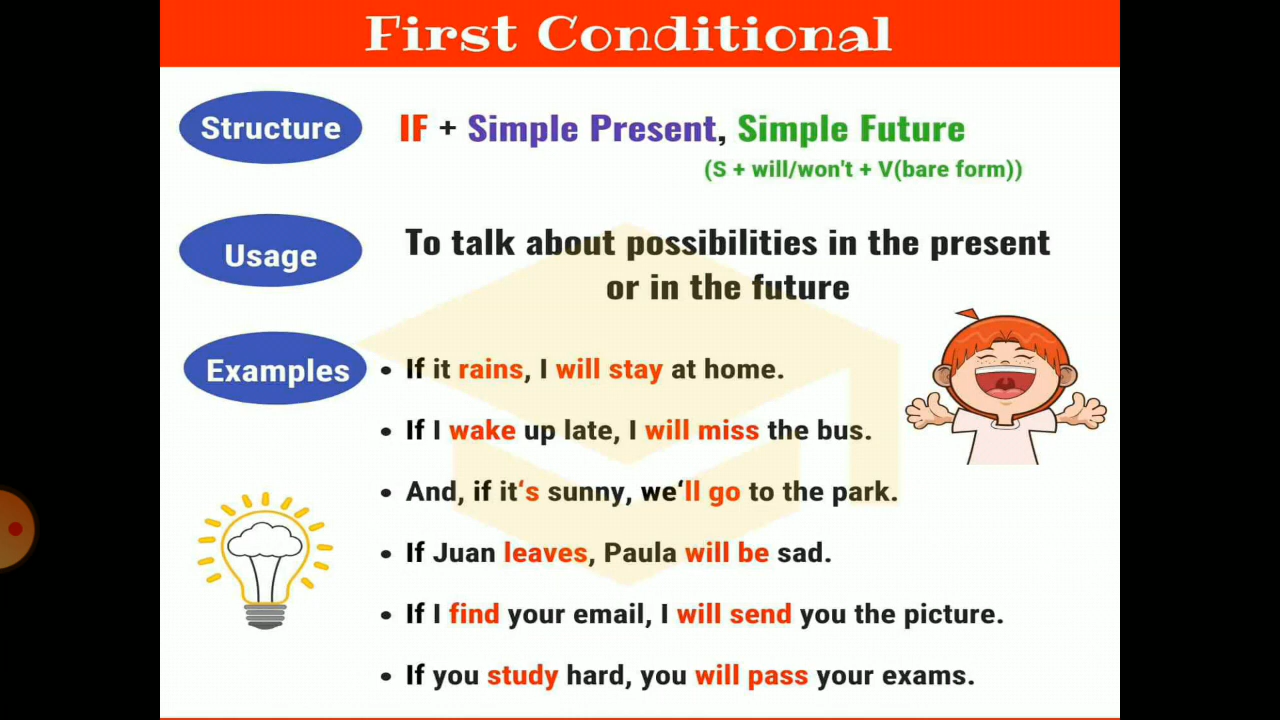 First Conditional
Structure
IF + Simple Present, Simple Future
(S + will/won't + V(bare form))
Usage
To talk about possibilities in the present
or in the future
Examples
• If it rains, I will stay at home.
• If I wake up late, I will miss the bus.
• And, if it‘s sunny, we‘ll go to the park.
• If Juan leaves, Paula will be sad.
• If I find your email, I will send you the picture.
• If you study hard, you will pass your exams.